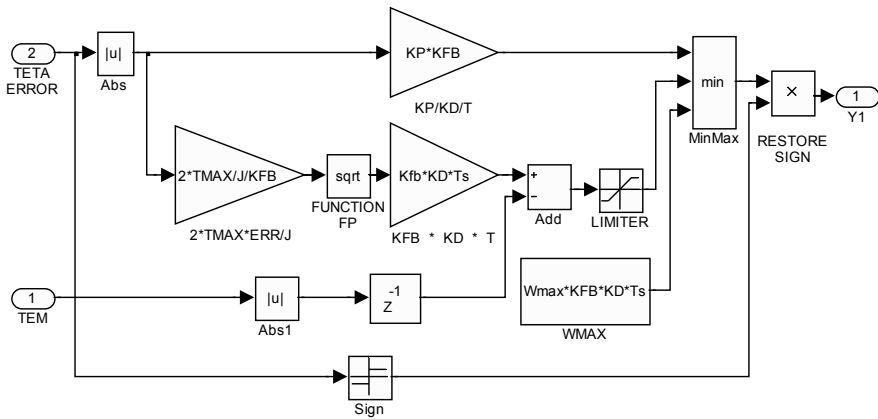 2
TETA
ERROR
|u|
Abs
KP*KFB
KP/KD/T
min
MinMax
×
RESTORE
SIGN
1
Y1
2*TMAX/J/KFB
2*TMAX*ERR/J
sqrt
FUNCTION
FP
Kfb*KD*Ts
KFB * KD * T
+
−
Add
LIMITER
1
TEM
|u|
Abs1
-1
Z
Wmax*KFB*KD*Ts
WMAX
Sign